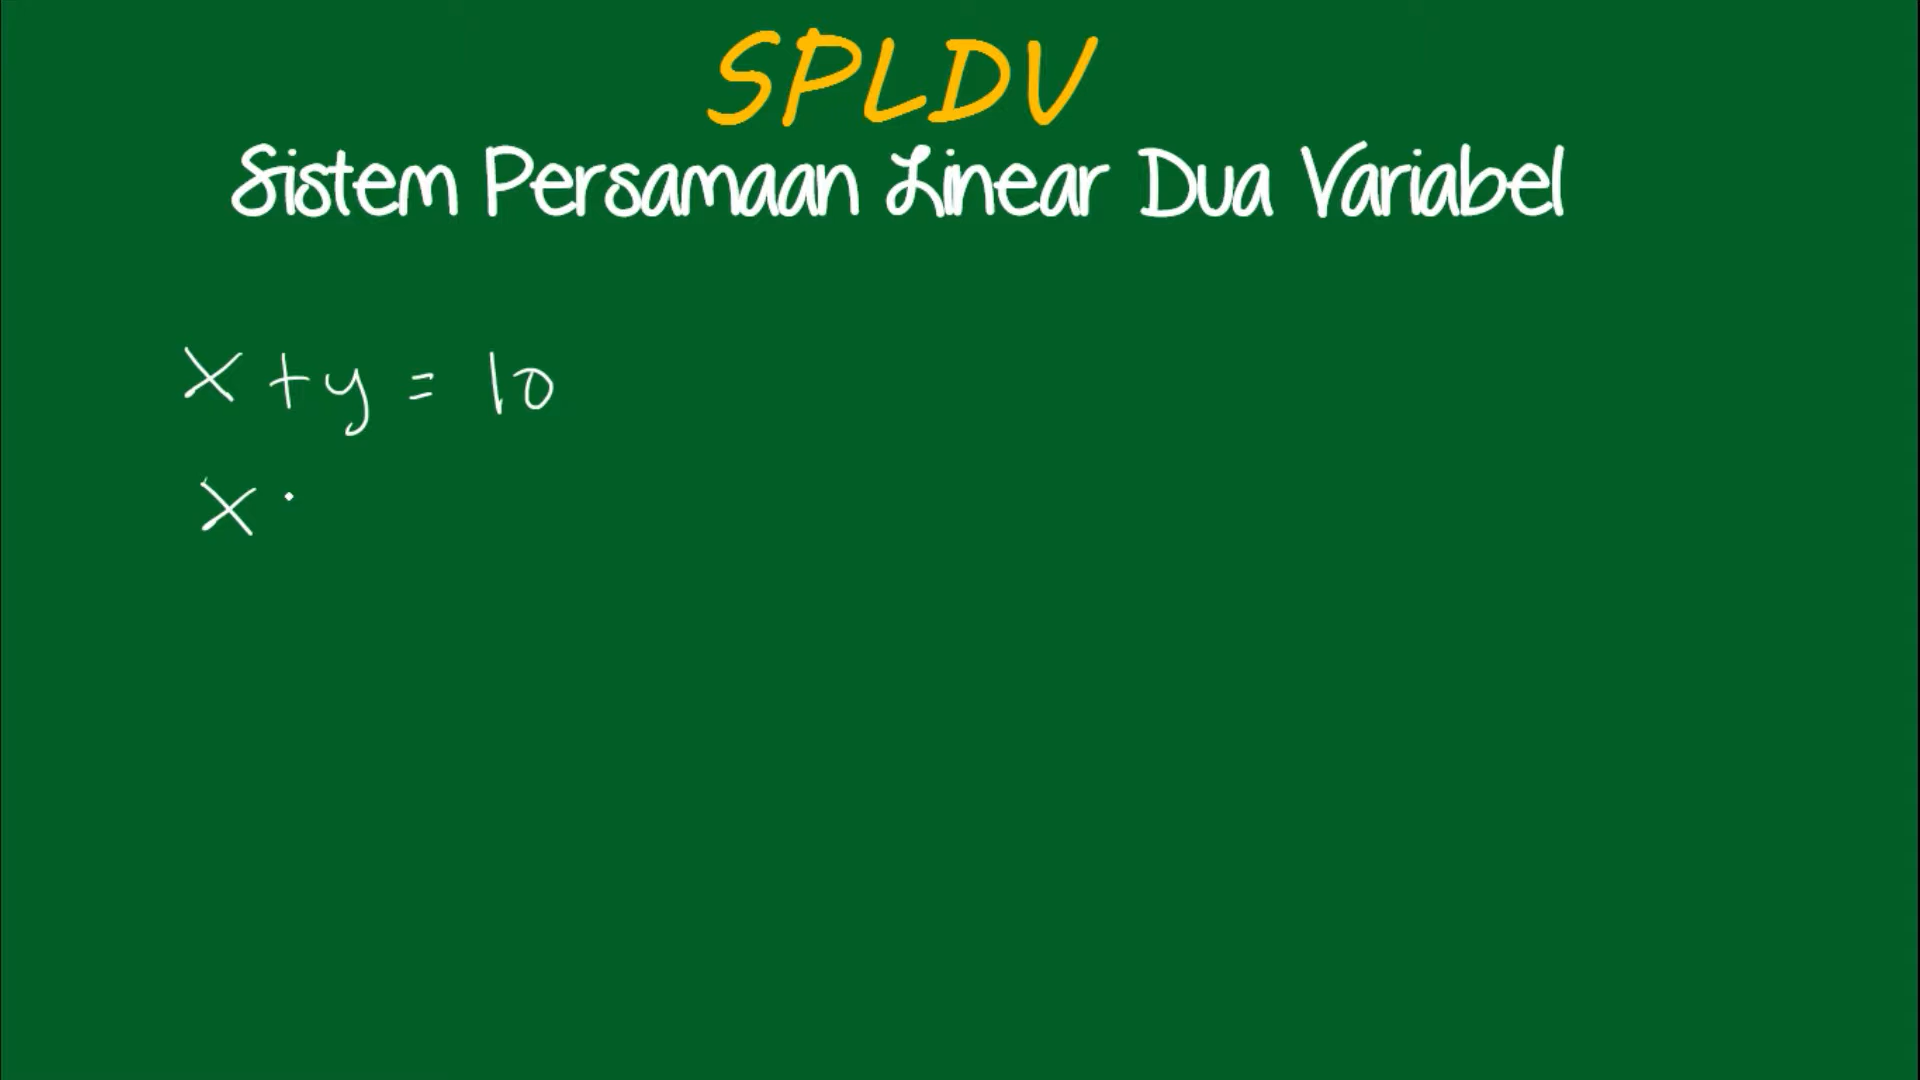 SPLDV
Sistem Persamaan Linear Dua Variabel
x + y = 10
x